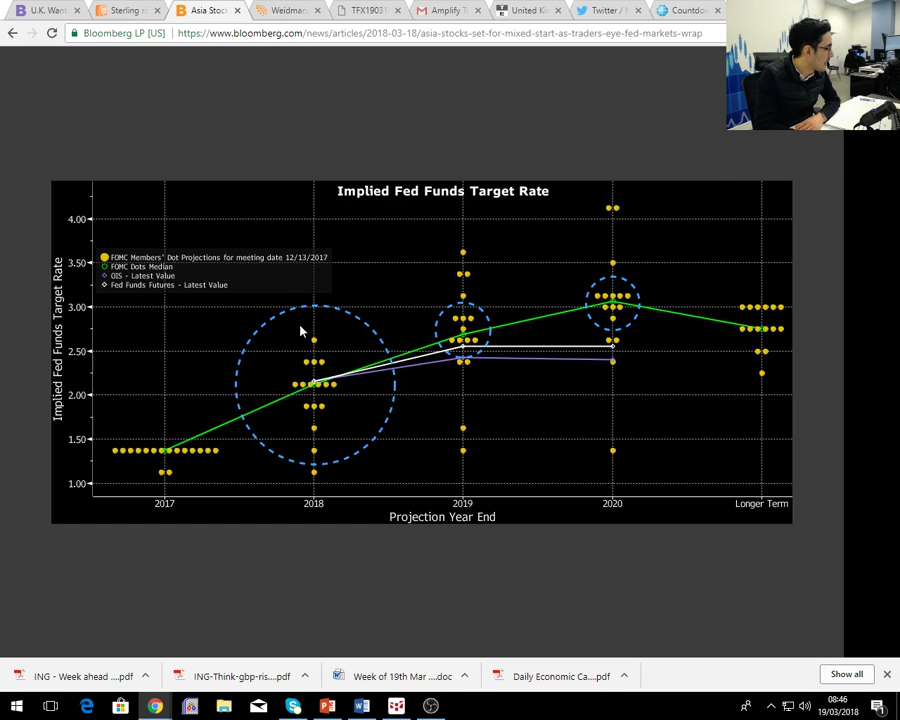 U.K. Want
Sterling ri
Asia Stoc
Weidman
TFX19031
Amplify T
United Ki
Twitter /
Countdo
Bloomberg LP [US]
https://www.bloomberg.com/news/articles/2018-03-18/asia-stocks-set-for-mixed-start-as-traders-eye-fed-markets-wrap
Implied Fed Funds Target Rate
4.00
3.50
3.00
2.50
2.00
1.50
1.00
Implied Fed Funds Target Rate
FOMC Members' Dot Projections for meeting date 12/13/2017
FOMC Dots Median
OIS - Latest Value
Fed Funds Futures - Latest Value
2017 2018 2019 2020 Longer Term
Projection Year End
ING - Week ahead ....pdf
ING-Think-gbp-ris....pdf
Week of 19th Mar ....doc
Daily Economic Ca....pdf
Show all
08:46
19/03/2018